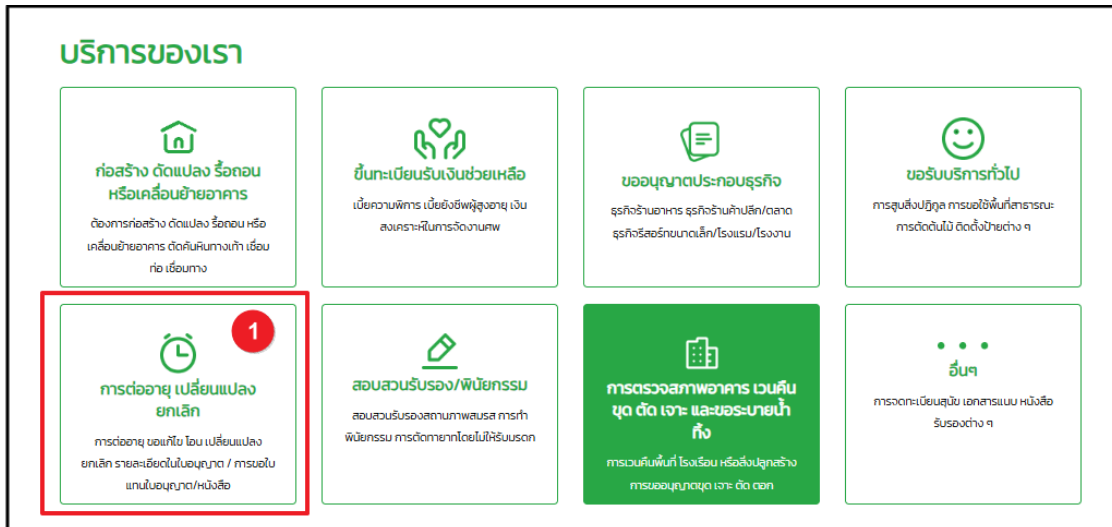 บริการของเรา
ก่อสร้าง ดัดแปลง รื้อถอน
หรือเคลื่อนย้ายอาคาร
ต้องการก่อสร้าง ดัดแปลง รื้อถอน หรือ
เคลื่อนย้ายอาคาร ตัดคันหินทางเท้า เชื่อม
ท่อ เชื่อมทาง
ขึ้นทะเบียนรับเงินช่วยเหลือ
เบี้ยความพิการ เบี้ยยังชีพผู้สูงอายุ เงิน
สงเคราะห์ในการจัดงานศพ
ขออนุญาตประกอบธุรกิจ
ธุรกิจร้านอาหาร ธุรกิจร้านค้าปลีก/ตลาด
ธุรกิจรีสอร์ทขนาดเล็ก/โรงแรม/โรงงาน
ขอรับบริการทั่วไป
การสูบสิ่งปฏิกูล การขอใช้พื้นที่สาธารณะ
การตัดต้นไม้ ติดตั้งป้ายต่าง ๆ
1
การต่ออายุ เปลี่ยนแปลง
ยกเลิก
การต่ออายุ ขอแก้ไข โอน เปลี่ยนแปลง
ยกเลิก รายละเอียดในใบอนุญาต / การขอใบ
แทนใบอนุญาต/หนังสือ
สอบสวนรับรอง/พินัยกรรม
สอบสวนรับรองสถานภาพสมรส การทำ
พินัยกรรม การตัดทายาทโดยไม่ให้รับมรดก
การตรวจสภาพอาคาร เวนคืน
ขุด ตัด เจาะ และขอระบายน้ำ
ทิ้ง
การเวนคืนพื้นที่ โรงเรือน หรือสิ่งปลูกสร้าง
การขออนุญาตขุด เจาะ ตัด ตอก
อื่นๆ
การจดทะเบียนสุนัข เอกสารแบบ หนังสือ
รับรองต่าง ๆ